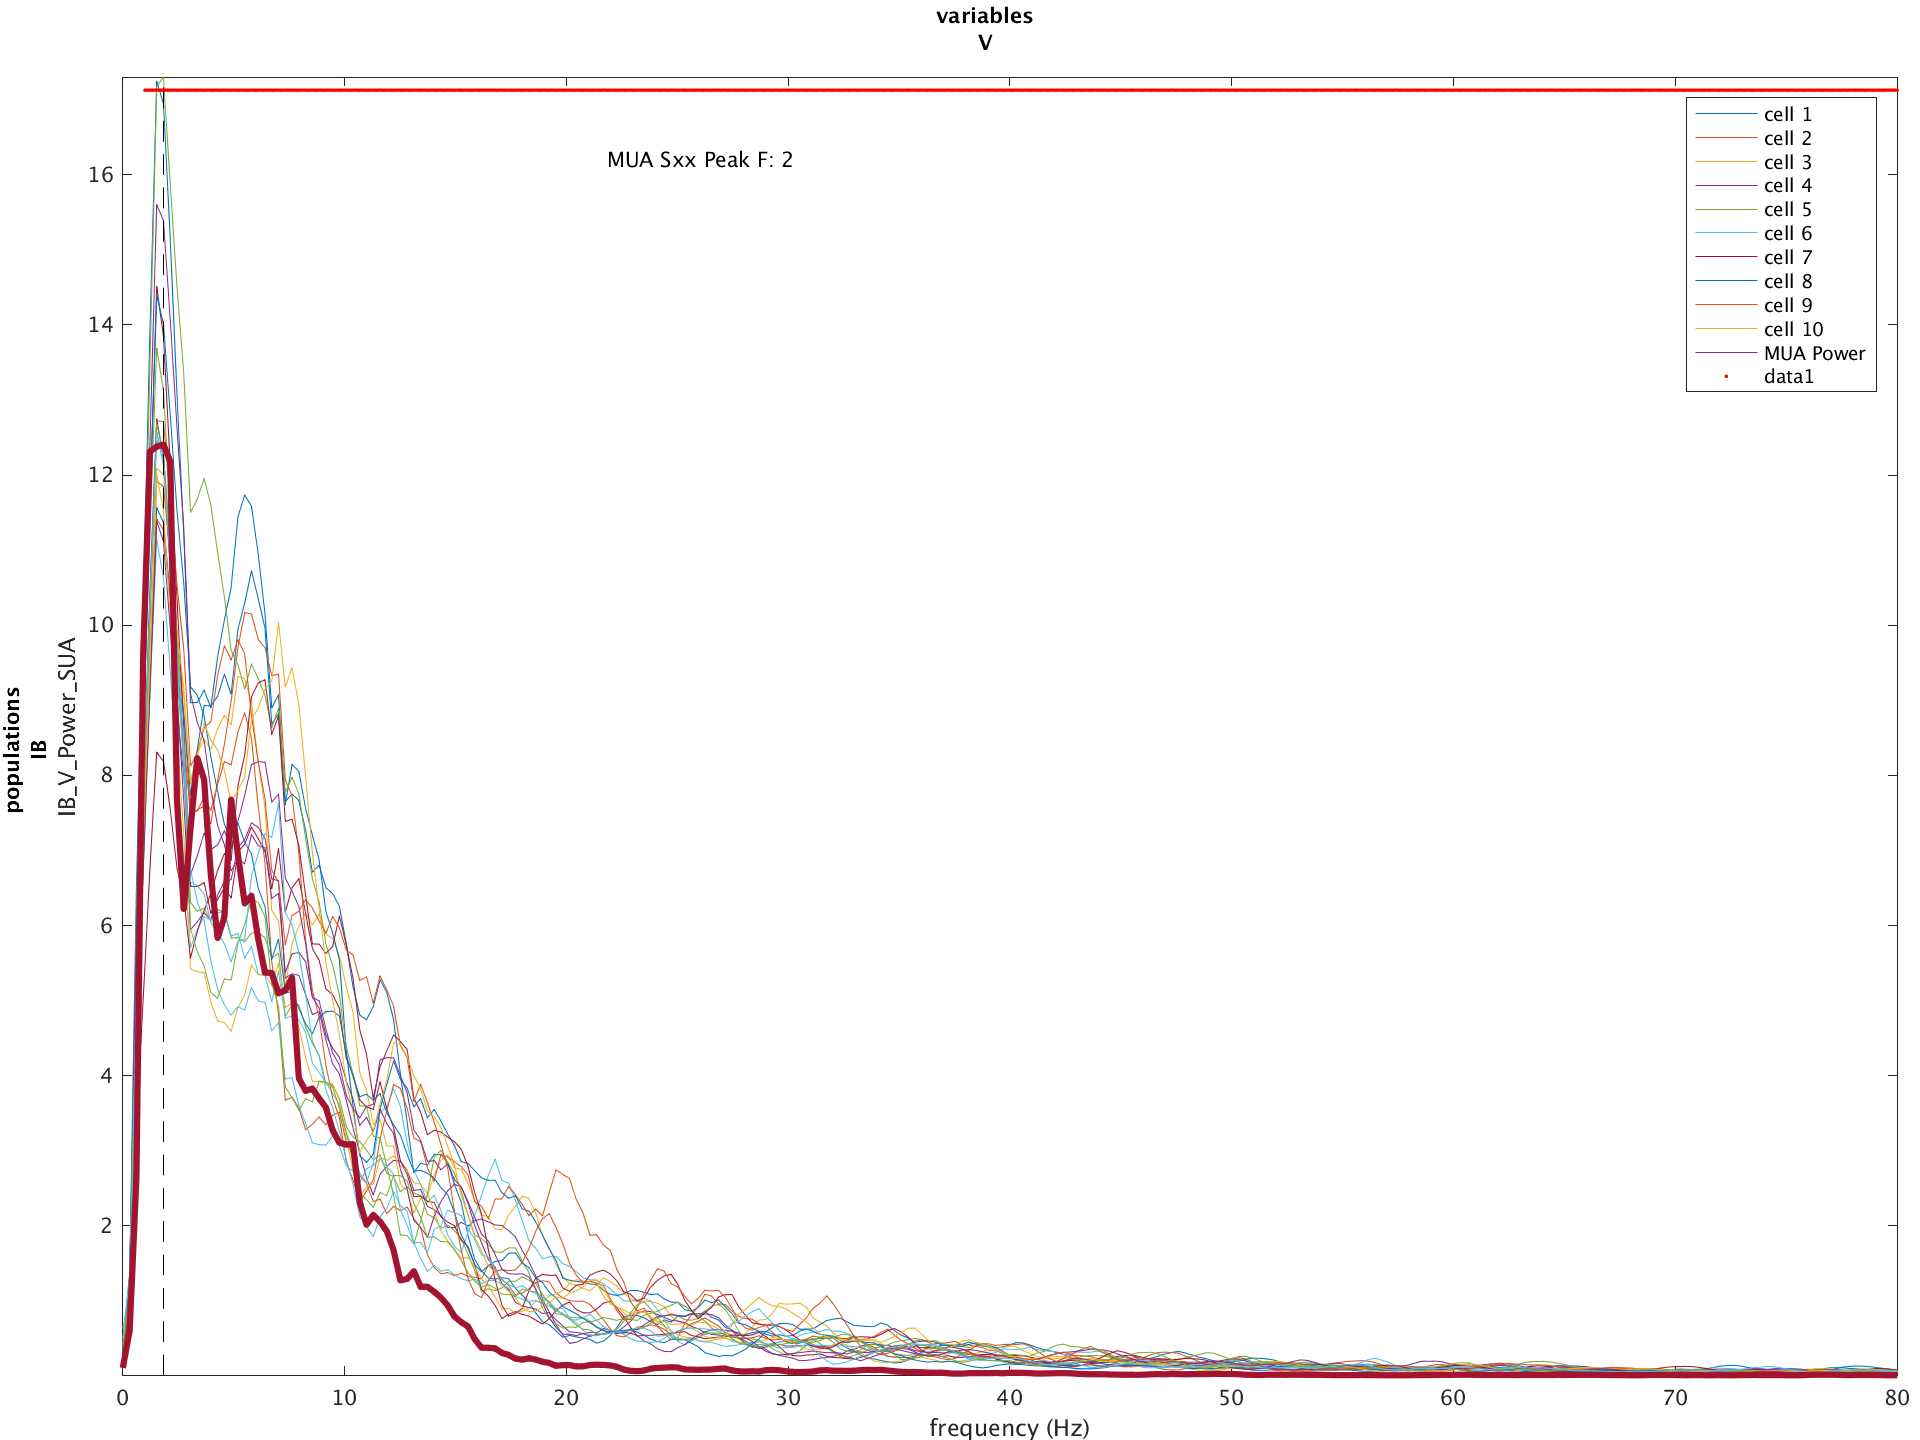 variables
V
populations
IB
IB_V_Power_SUA
16
14
12
10
8
6
4
2
MUA Sxx Peak F: 2
cell 1
cell 2
cell 3
cell 4
cell 5
cell 6
cell 7
cell 8
cell 9
cell 10
MUA Power
data1
0 10 20 30 40 50 60 70 80
frequency (Hz)